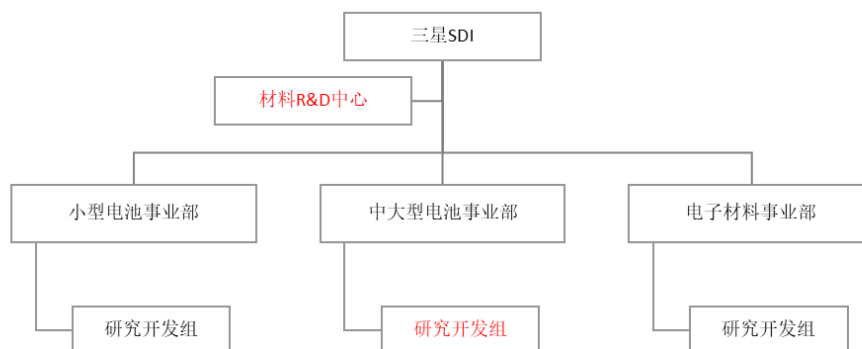 三星SDI
材料R&D中心
小型电池事业部
中大型电池事业部
电子材料事业部
研究开发组
研究开发组
研究开发组